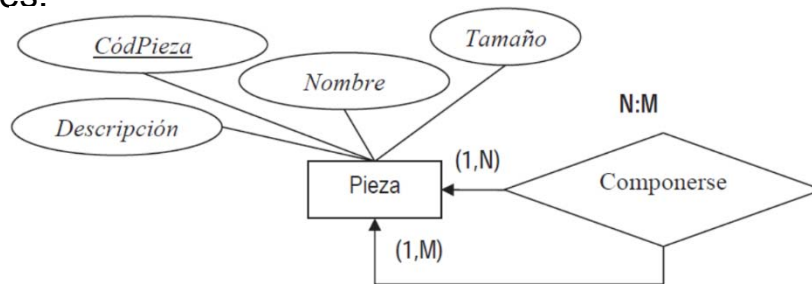 CódPieza
Tamaño
Nombre
N:M
Descripción
(1,N)
Pieza
Componerse
(1,M)